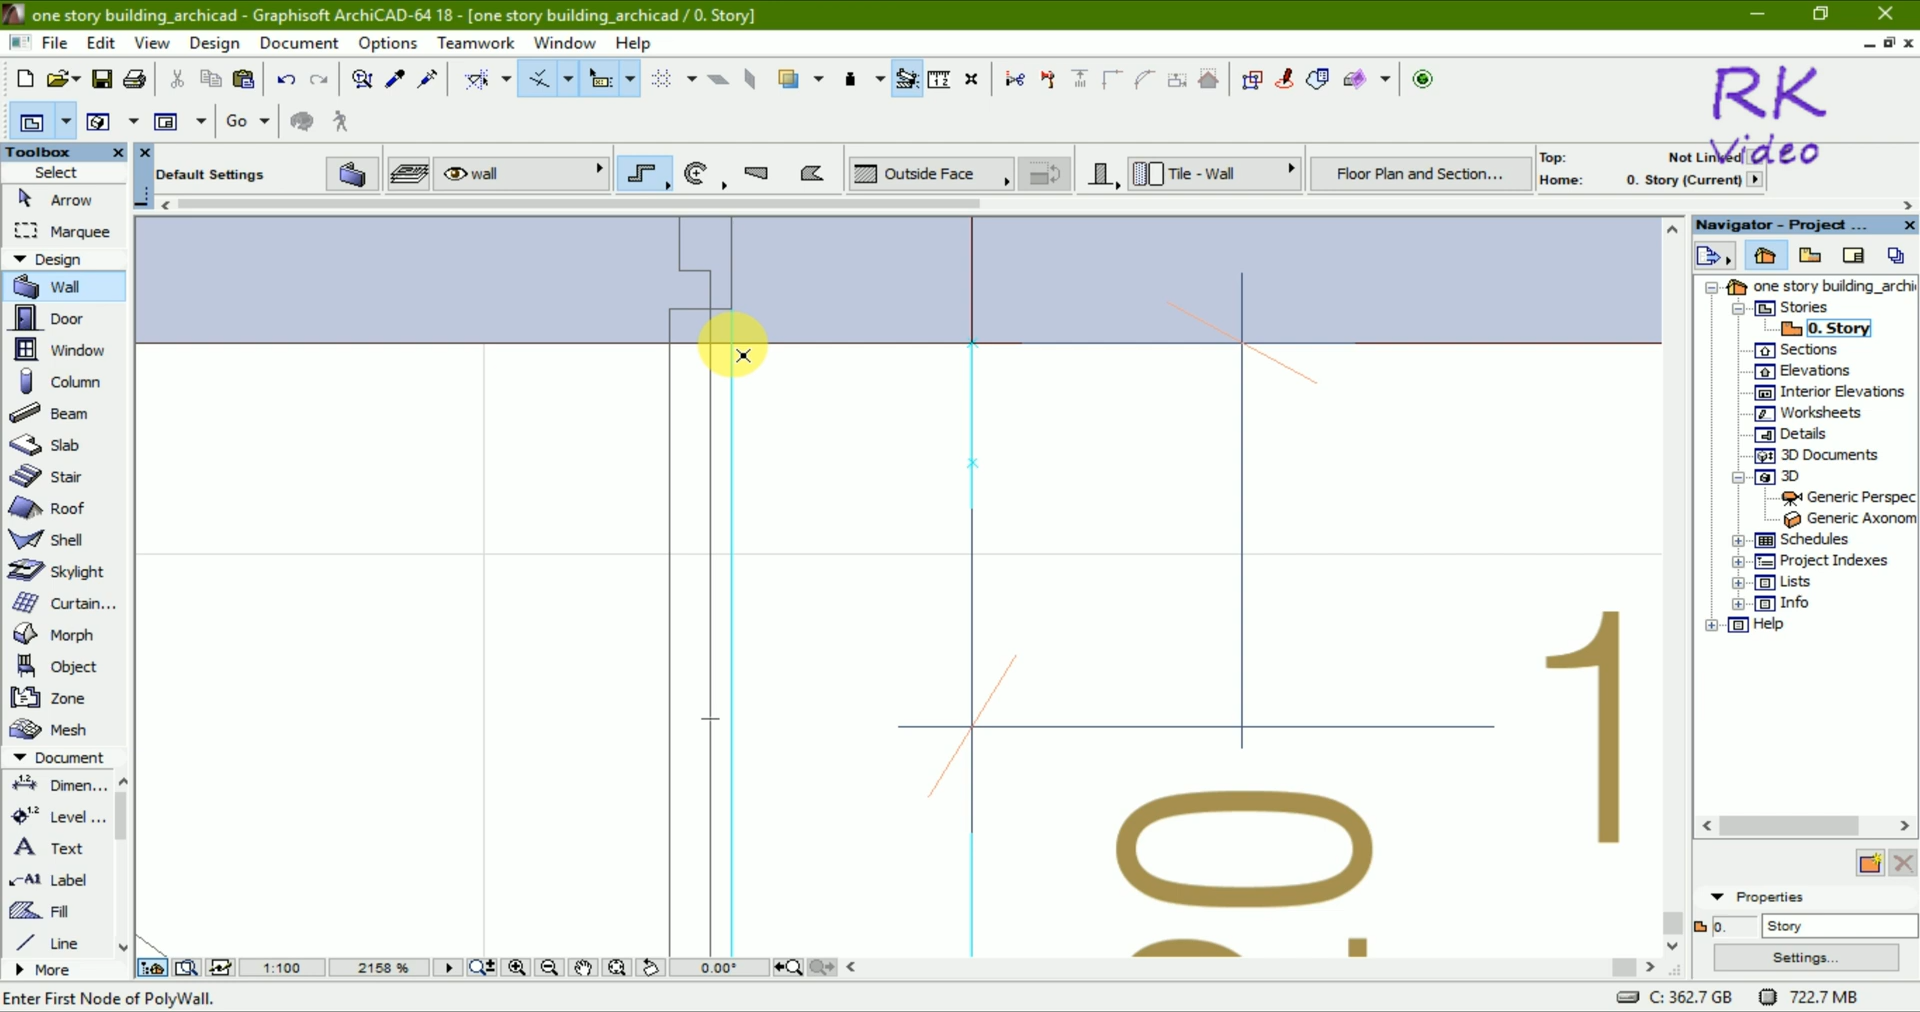 one story building_archicad - Graphisoft ArchiCAD-64 18 - [one story building_archicad / 0. Story]
File Edit View Design Document Options Teamwork Window Help
RK
Video
Go
Toolbox
Select
Arrow
Marquee
Design
Wall
Door
Window
Column
Beam
Slab
Stair
Roof
Shell
Skylight
Curtain...
Morph
Object
Zone
Mesh
Document
Dimen...
Level ...
Text
A1 Label
Fill
Line
More
Default Settings
wall
Outside Face
Tile - Wall
Floor Plan and Section...
Top: Not Linked
Home: 0. Story (Current)
1
0
Navigator - Project ...
one story building_archi
Stories
0. Story
Sections
Elevations
Interior Elevations
Worksheets
Details
3D Documents
3D
Generic Perspec
Generic Axonom
Schedules
Project Indexes
Lists
Info
Help
Properties
0. Story
Settings...
1:100 2158 % 0.00°
Enter First Node of PolyWall.
C: 362.7 GB 722.7 MB